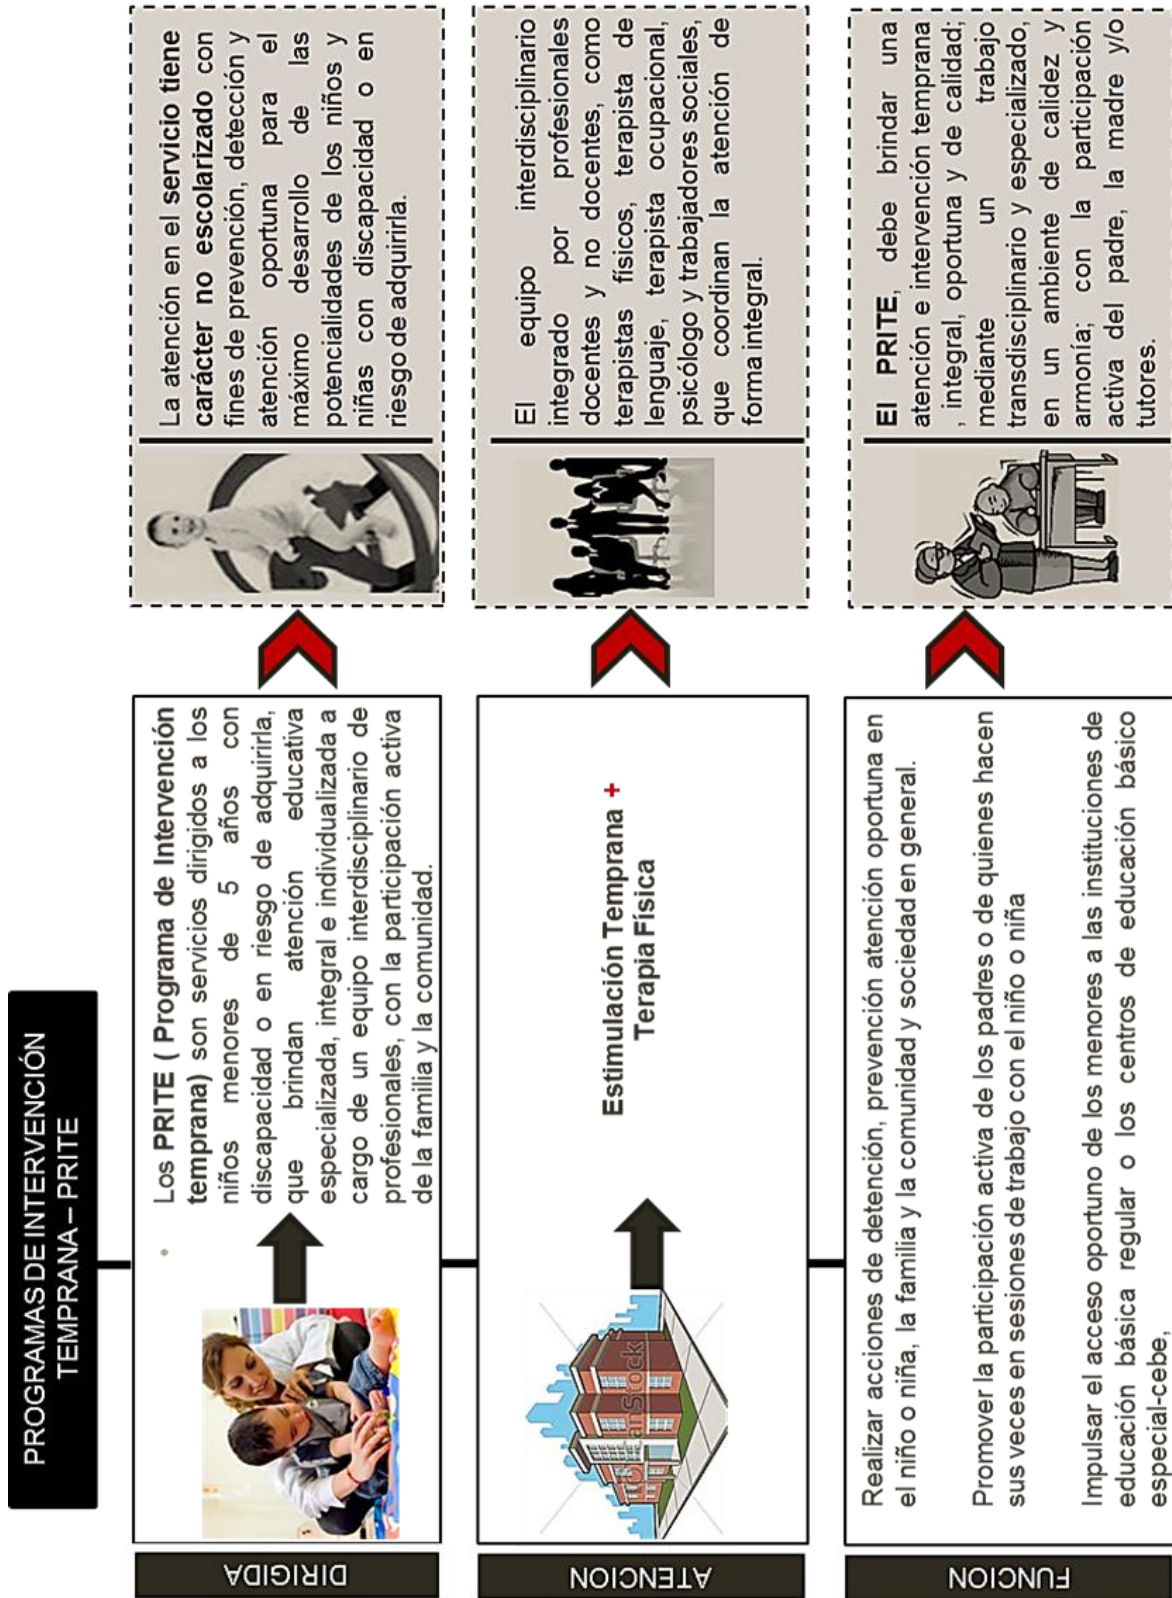 PROGRAMAS DE INTERVENCIÓN
TEMPRANA – PRITE
DIRIGIDA
Los PRITE ( Programa de Intervención
temprana) son servicios dirigidos a los
niños menores de 5 años con
discapacidad o en riesgo de adquirirla,
que brindan atención educativa
especializada, integral e individualizada a
cargo de un equipo interdisciplinario de
profesionales, con la participación activa
de la familia y la comunidad.
La atención en el servicio tiene
carácter no escolarizado con
fines de prevención, detección y
atención oportuna para el
máximo desarrollo de las
potencialidades de los niños y
niñas con discapacidad o en
riesgo de adquirirla.
ATENCION
Estimulación Temprana +
Terapia Física
El equipo interdisciplinario
integrado por profesionales
docentes y no docentes, como
terapistas físicos, terapista de
lenguaje, terapista ocupacional,
psicólogo y trabajadores sociales,
que coordinan la atención de
forma integral.
FUNCION
Realizar acciones de detención, prevención atención oportuna en
el niño o niña, la familia y la comunidad y sociedad en general.
Promover la participación activa de los padres o de quienes hacen
sus veces en sesiones de trabajo con el niño o niña
Impulsar el acceso oportuno de los menores a las instituciones de
educación básica regular o los centros de educación básico
especial-cebe,
El PRITE, debe brindar una
atención e intervención temprana
, integral, oportuna y de calidad;
mediante un trabajo
transdisciplinario y especializado,
en un ambiente de calidez y
armonía; con la participación
activa del padre, la madre y/o
tutores.